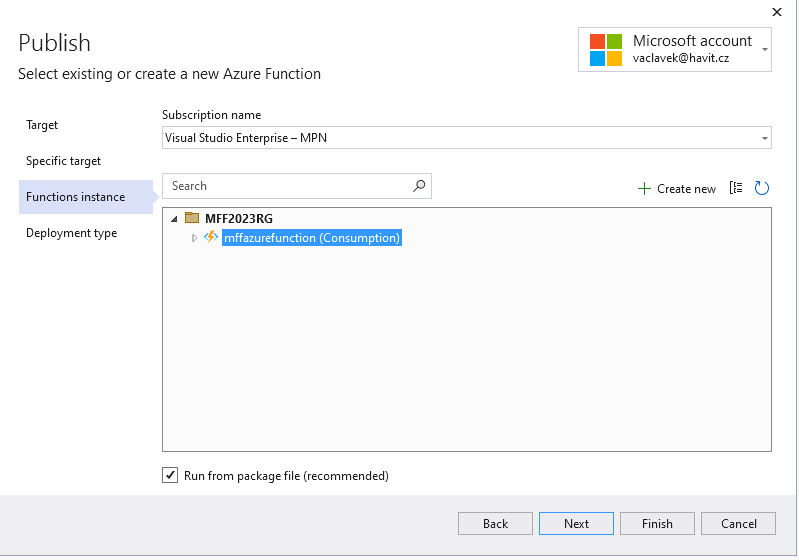 Publish
Select existing or create a new Azure Function
Microsoft account
vaclavek@havit.cz
Target
Specific target
Functions instance
Deployment type
Subscription name
Visual Studio Enterprise – MPN
Search
Create new
MFF2023RG
mffazurefunction (Consumption)
Run from package file (recommended)
Back
Next
Finish
Cancel